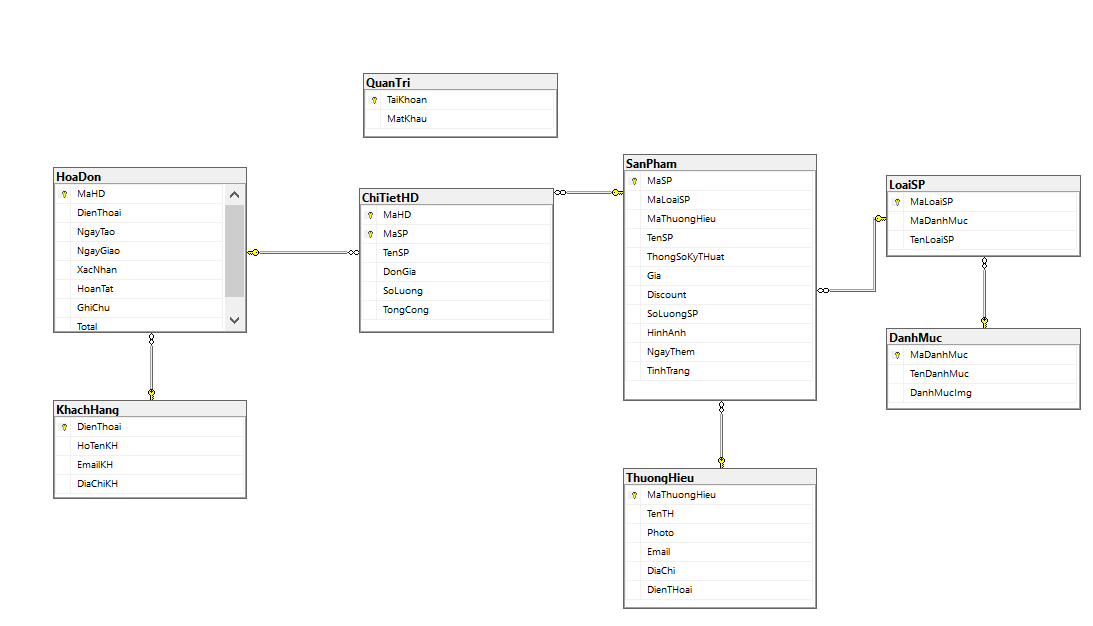 QuanTri
TaiKhoan
MatKhau
HoaDon
MaHD
DienThoai
NgayTao
NgayGiao
XacNhan
HoanTat
GhiChu
Total
ChiTietHD
MaHD
MaSP
TenSP
DonGia
SoLuong
TongCong
SanPham
MaSP
MaLoaiSP
MaThuongHieu
TenSP
ThongSoKyTHuat
Gia
Discount
SoLuongSP
HinhAnh
NgayThem
TinhTrang
LoaiSP
MaLoaiSP
MaDanhMuc
TenLoaiSP
DanhMuc
MaDanhMuc
TenDanhMuc
DanhMucImg
KhachHang
DienThoai
HoTenKH
EmailKH
DiaChiKH
ThuongHieu
MaThuongHieu
TenTH
Photo
Email
DiaChi
DienTHoai